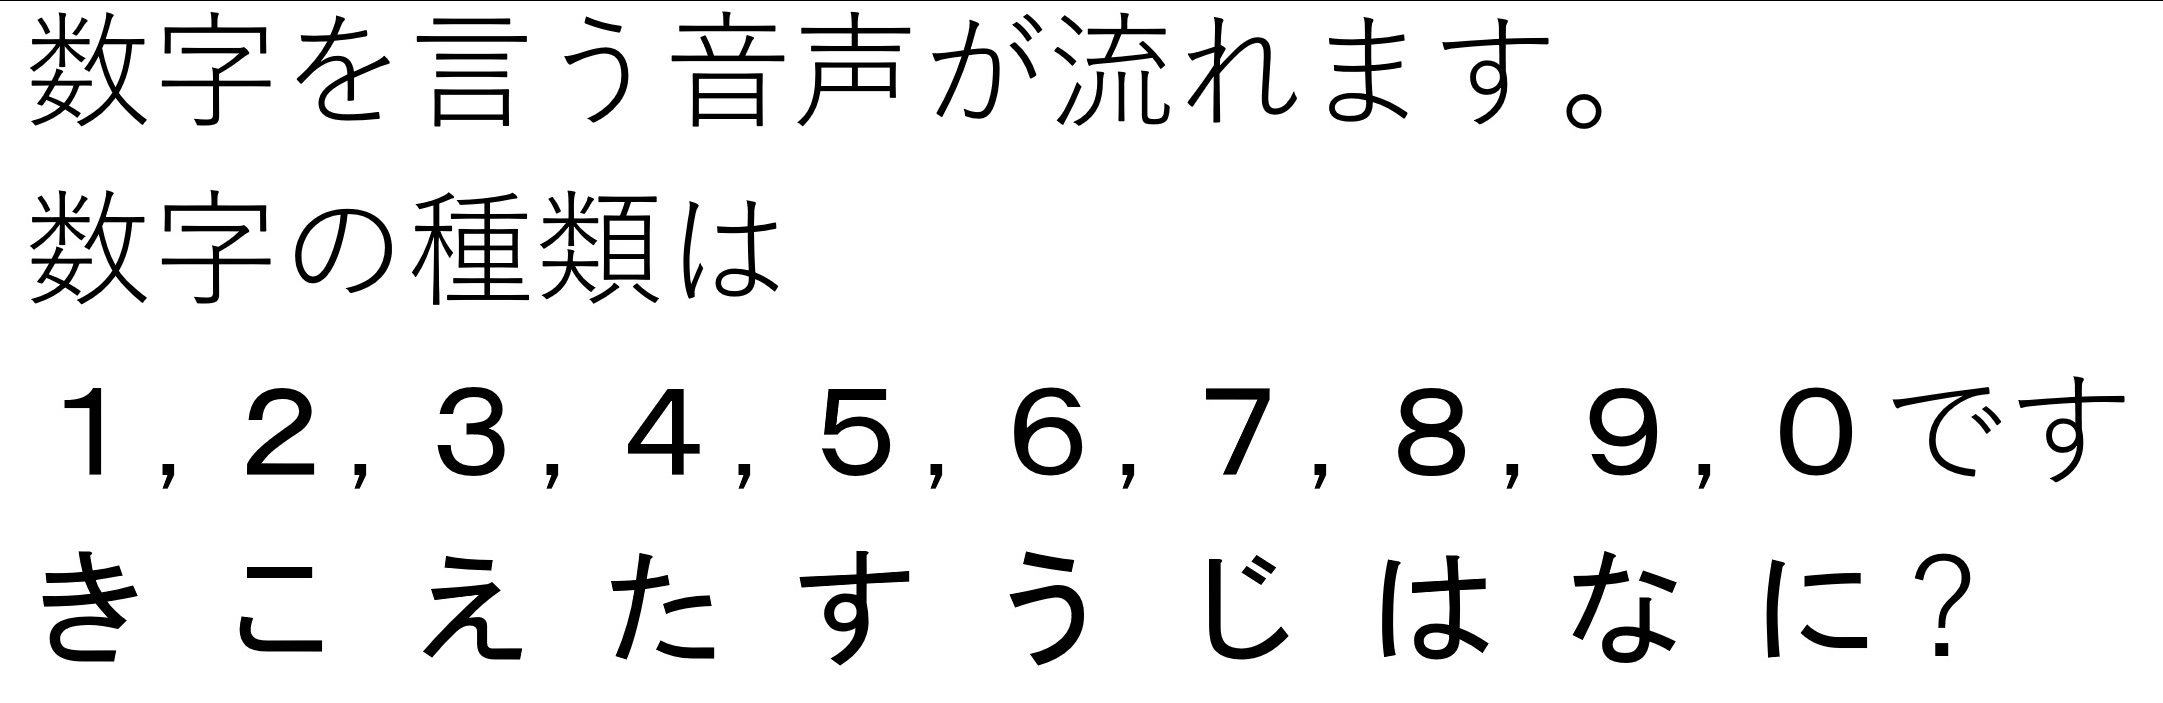 数字を言う音声が流れます。
数字の種類は
1，2，3，4，5，6，7，8，9，0です
きこえたすうじはなに？